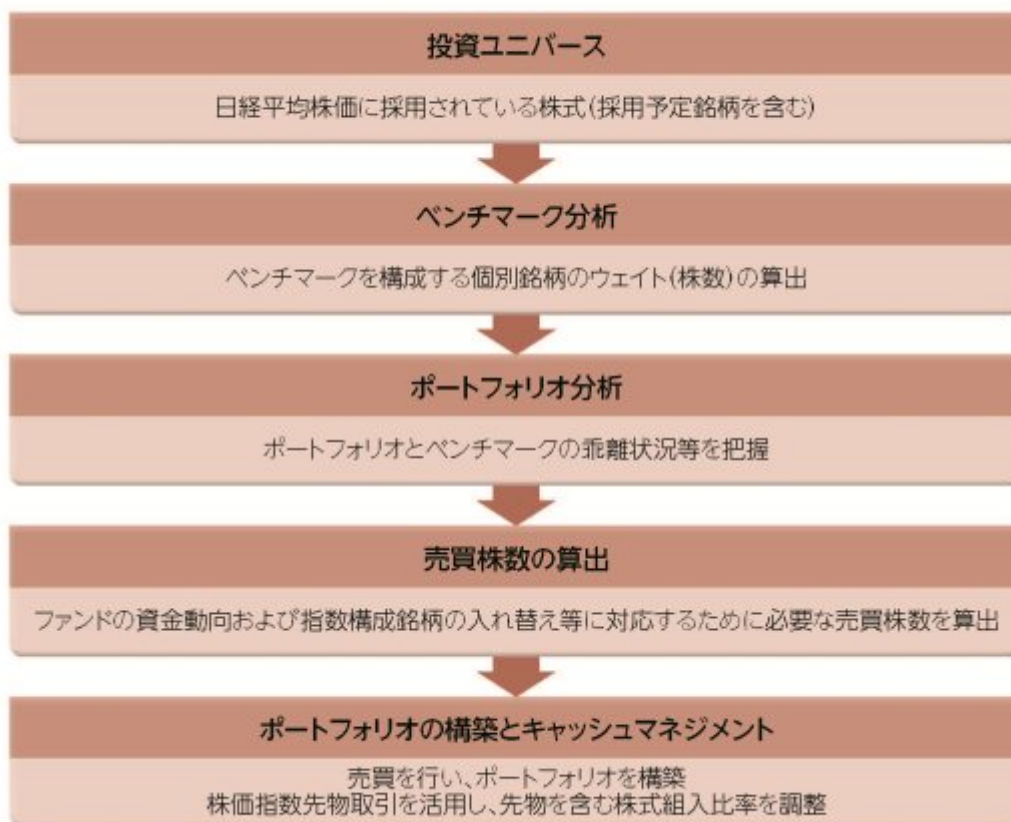 投資ユニバース
日経平均株価に採用されている株式(採用予定銘柄を含む)
ベンチマーク分析
ベンチマークを構成する個別銘柄のウェイト(株数)の算出
ポートフォリオ分析
ポートフォリオとベンチマークの乖離状況等を把握
売買株数の算出
ファンドの資金動向および指数構成銘柄の入れ替え等に対応するために必要な売買株数を算出
ポートフォリオの構築とキャッシュマネジメント
売買を行い、ポートフォリオを構築
株価指数先物取引を活用し、先物を含む株式組入比率を調整